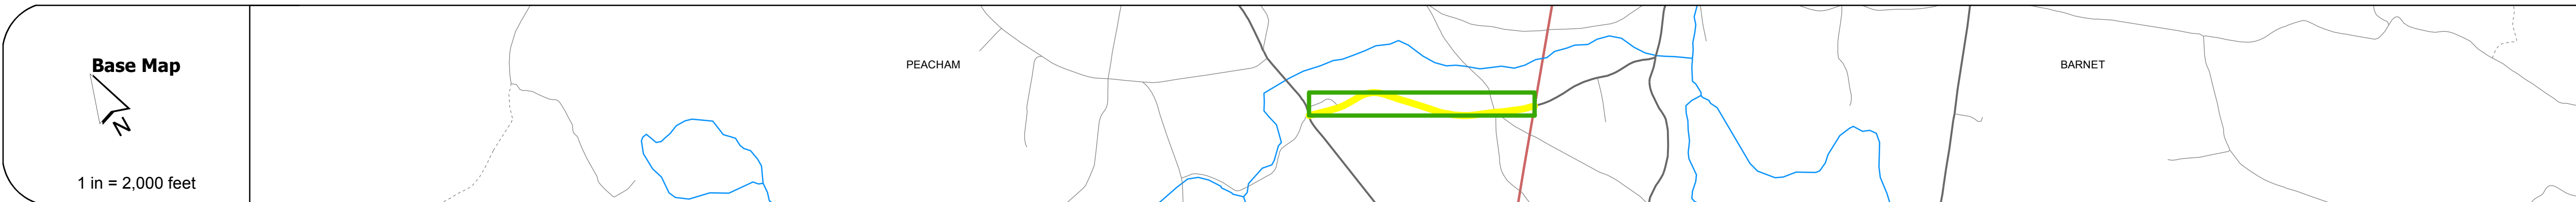 Base Map
N
1 in = 2,000 feet
PEACHAM
BARNET